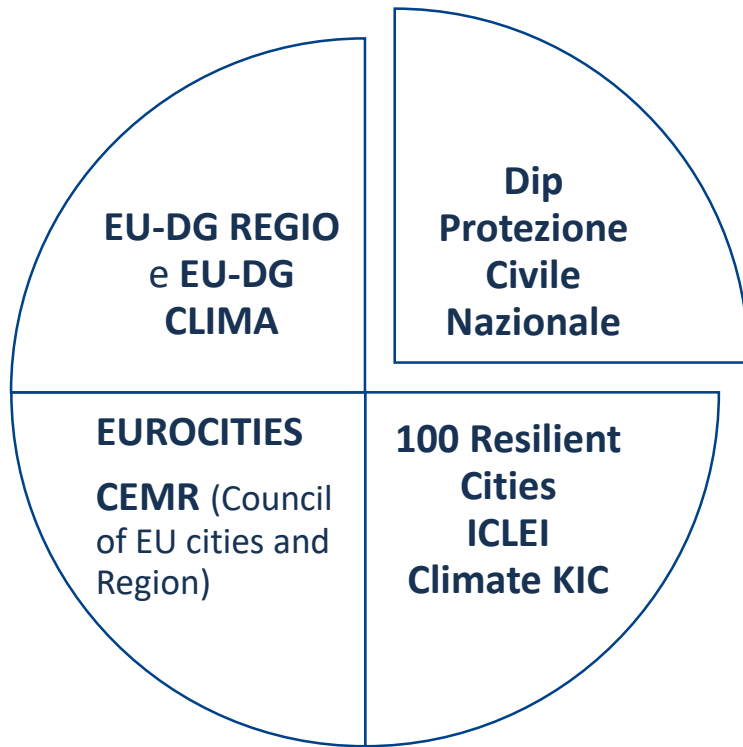 EU-DG REGIO
e EU-DG
CLIMA
Dip
Protezione
Civile
Nazionale
EUROCITIES
CEMR (Council
of EU cities and
Region)
100 Resilient
Cities
ICLEI
Climate KIC